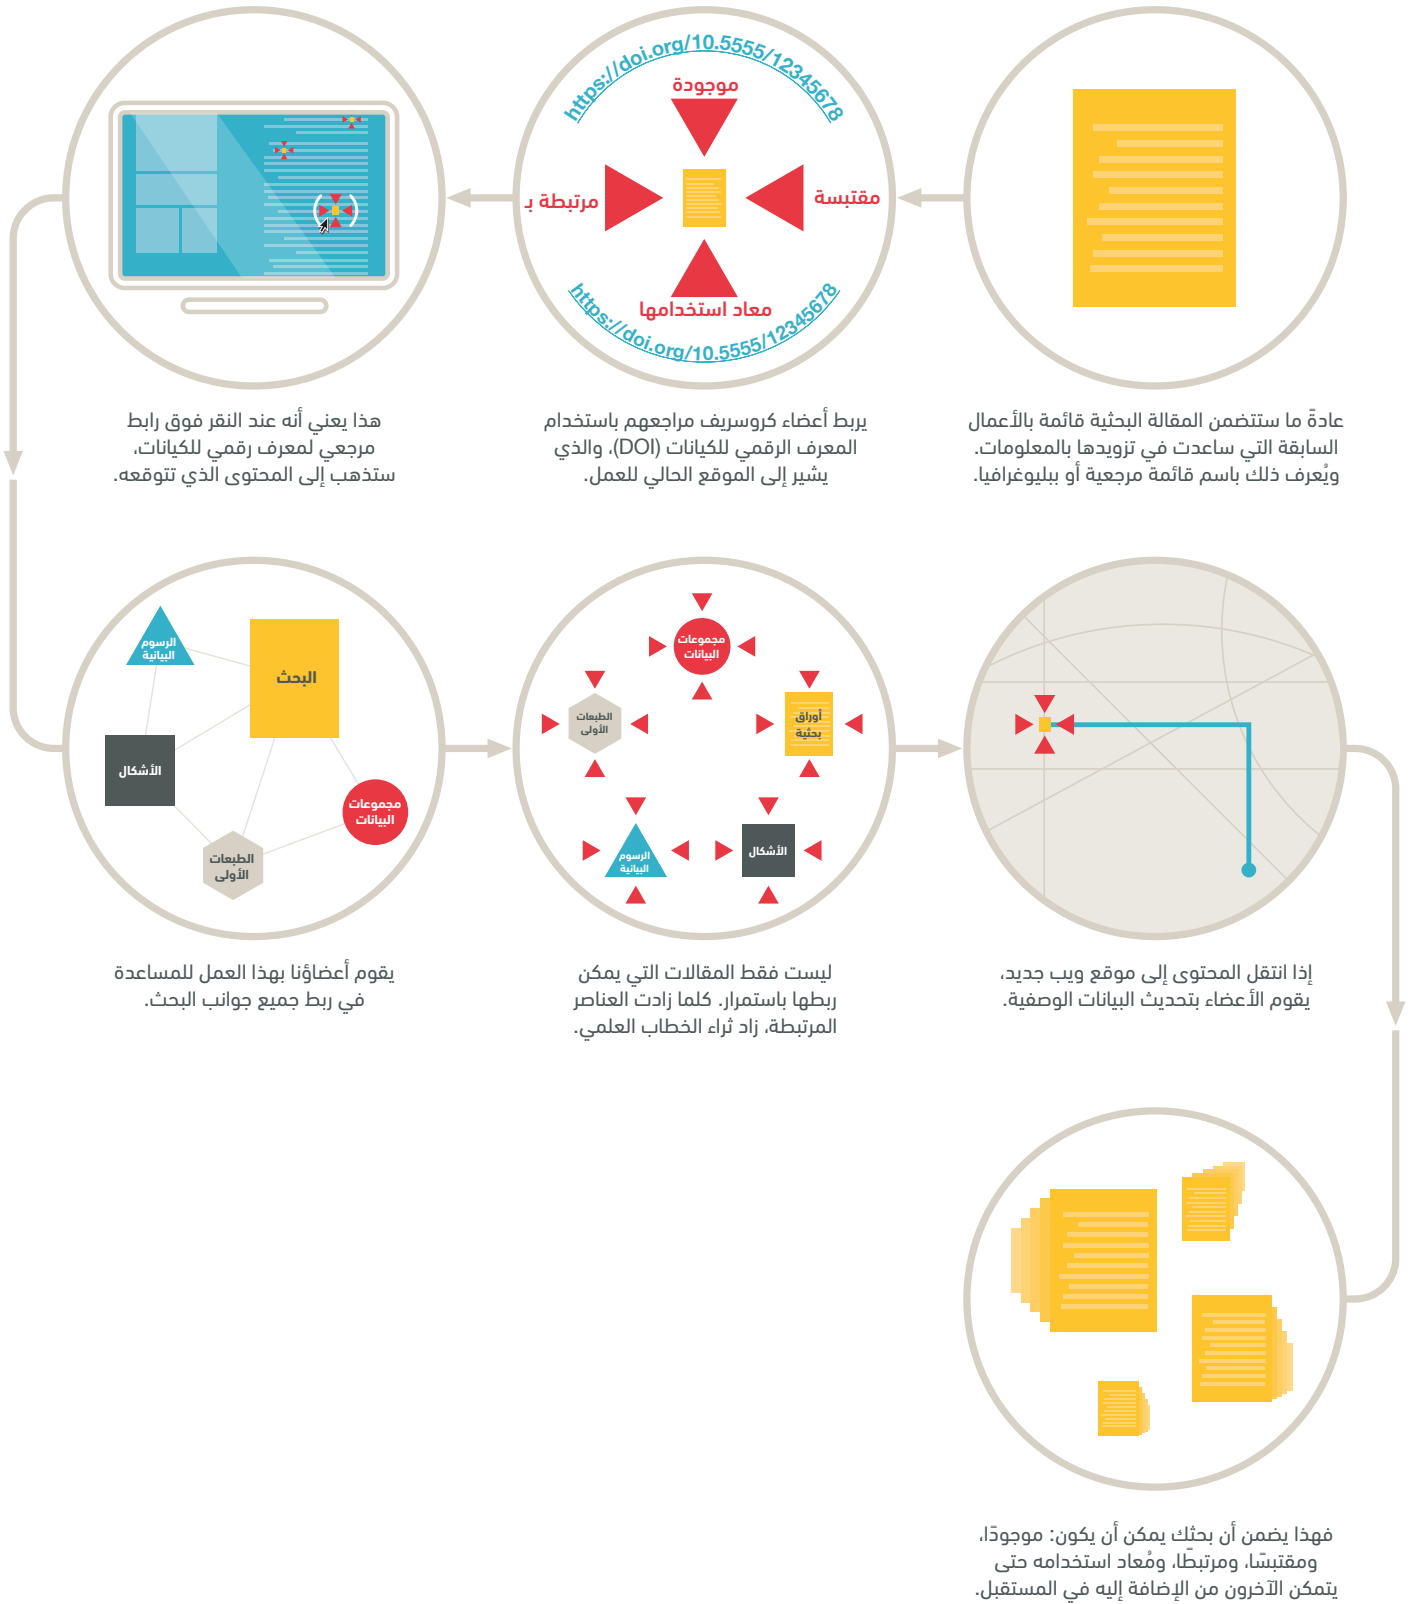 عادةً ما ستتضمن المقالة البحثية قائمة بالأعمال
السابقة التي ساعدت في تزويدها بالمعلومات.
ويُعرف ذلك باسم قائمة مرجعية أو ببليوغرافيا.
https://doi.org/10.5555/12345678
موجودة
مقتبسة
مرتبطة بـ
معاد استخدامها
https://doi.org/10.5555/12345678
يربط أعضاء كروسريف مراجعهم باستخدام
المعرف الرقمي للكيانات (DOI)، والذي
يشير إلى الموقع الحالي للعمل.
هذا يعني أنه عند النقر فوق رابط
مرجعي لمعرف رقمي للكيانات،
ستذهب إلى المحتوى الذي تتوقعه.
الرسوم
البيانية
البحث
الأشكال
مجموعات
البيانات
الطبعات
الأولى
يقوم أعضاؤنا بهذا العمل للمساعدة
في ربط جميع جوانب البحث.
مجموعات
البيانات
أوراق
بحثية
الطبعات
الأولى
الأشكال
الرسوم
البيانية
ليست فقط المقالات التي يمكن
ربطها باستمرار. كلما زادت العناصر
المرتبطة، زاد ثراء الخطاب العلمي.
إذا انتقل المحتوى إلى موقع ويب جديد،
يقوم الأعضاء بتحديث البيانات الوصفية.
فهذا يضمن أن بحثك يمكن أن يكون: موجودًا،
ومقتبسًا، ومرتبطًا، ومُعاد استخدامه حتى
يتمكن الآخرون من الإضافة إليه في المستقبل.